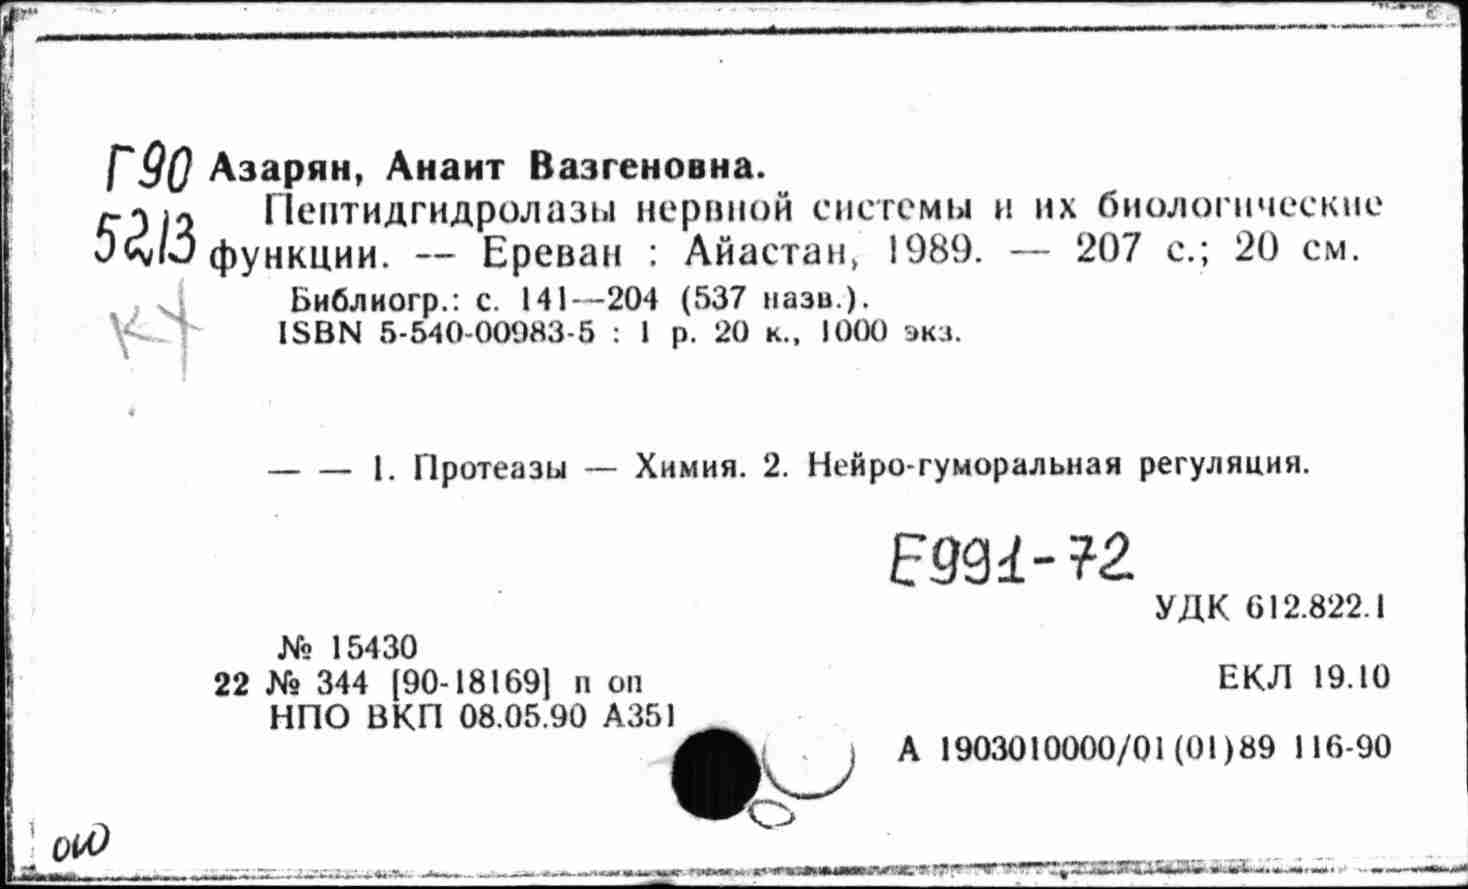 Г90 Азарян, Анаит Вазгеновна.
Пептидгидролазы нервной системы и их биологические
5213 функции. — Ереван : Айастан, 1989. — 207 с.; 20 см.
Библиогр.: с. 141—204 (537 назв.).
ISBN 5-540-00983-5 : 1 р. 20 к., 1000 экз.
кх
— — 1. Протеазы — Химия. 2. Нейро-гуморальная регуляция.
Е991-72
УДК 612.822.1
№ 15430
22 № 344 [90-18169] п оп
ЕКЛ 19.10
НПО ВКП 08.05.90 А351
А 1903010000/01(01)89 116-90